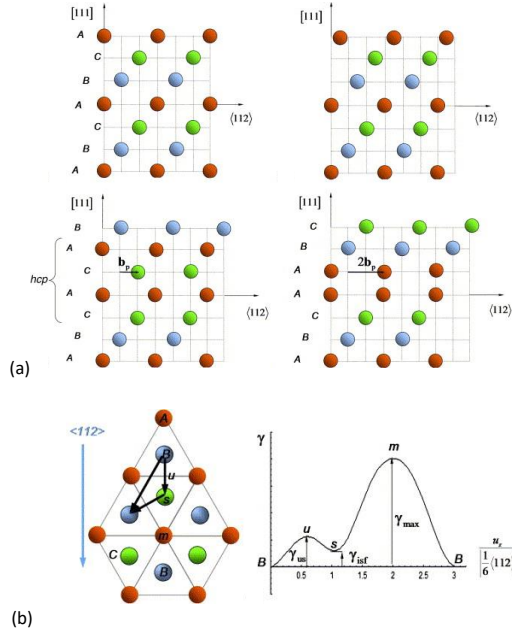 [111]
A
C
B
A
⟨112⟩
C
B
A
[111]
⟨112⟩
[111]
B
A
b_p
hcp
C
A
⟨112⟩
C
B
A
[111]
C
B
2b_p
A
A
⟨112⟩
C
B
A
(a)
<112>
A
B
u
s
m
C
B
γ
m
u
s
γ_max
γ_us
γ_isf
B
B
0.5 1 1.5 2 2.5 3
u_x
1/6 ⟨112⟩
(b)